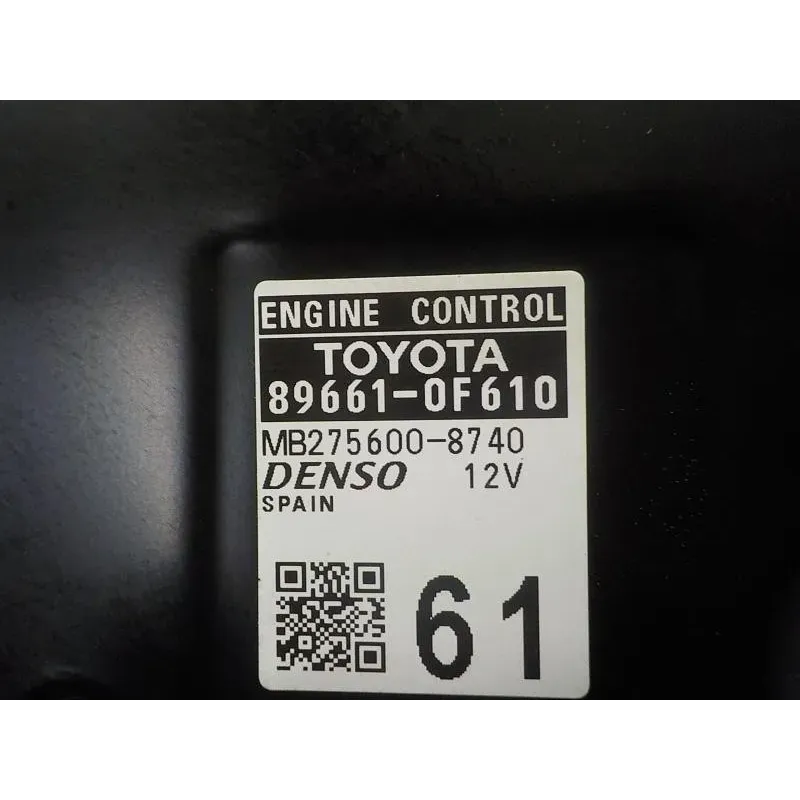 ENGINE CONTROL
TOYOTA
89661-0F610
MB275600-8740
DENSO 12V
SPAIN
61